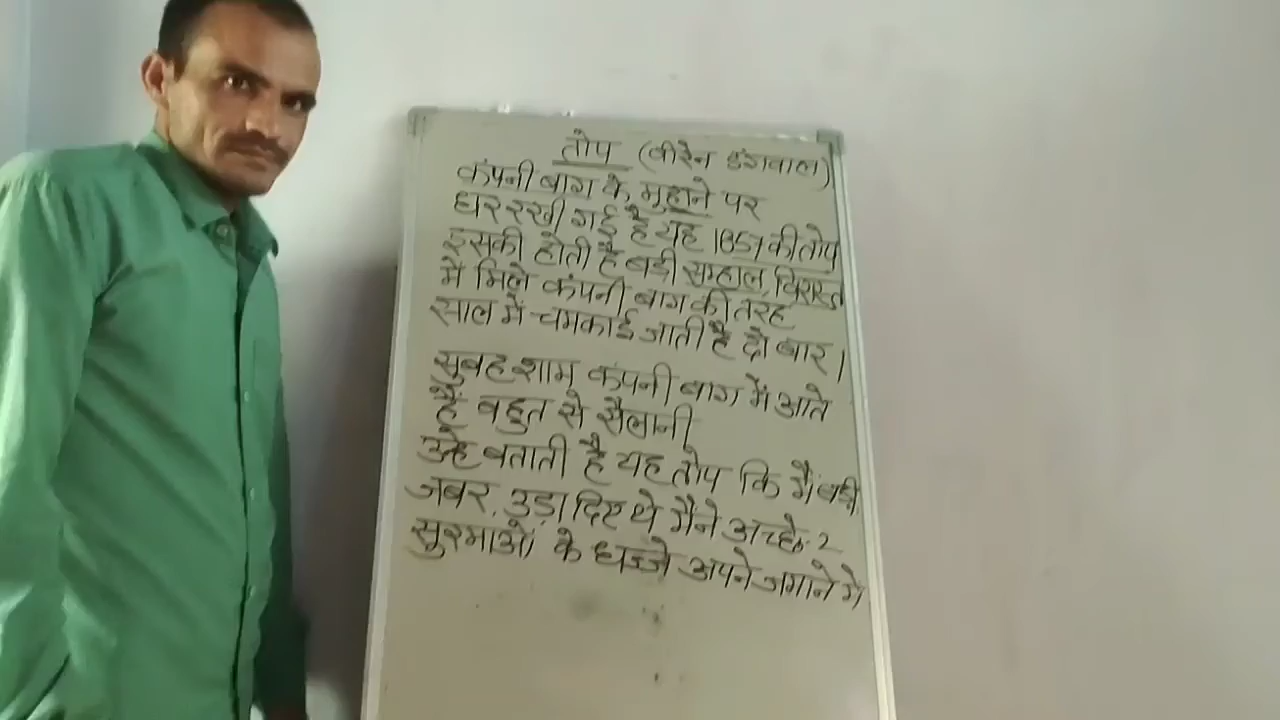 तोप (वीरेन डंगवाल)
कंपनी बाग के मुहाने पर
धर रखी गई है यह 1857 की तोप
इसकी होती है बड़ी सम्हाल, विरासत
में मिले कंपनी बाग की तरह
साल में चमकाई जाती है दो बार।
सुबह शाम कंपनी बाग में आते
हैं बहुत से सैलानी
उन्हे बताती है यह तोप कि मैं बड़ी
जबर, उड़ा दिए थे मैंने अच्छे-2
सुरमाओं के धज्जे अपने जमाने में